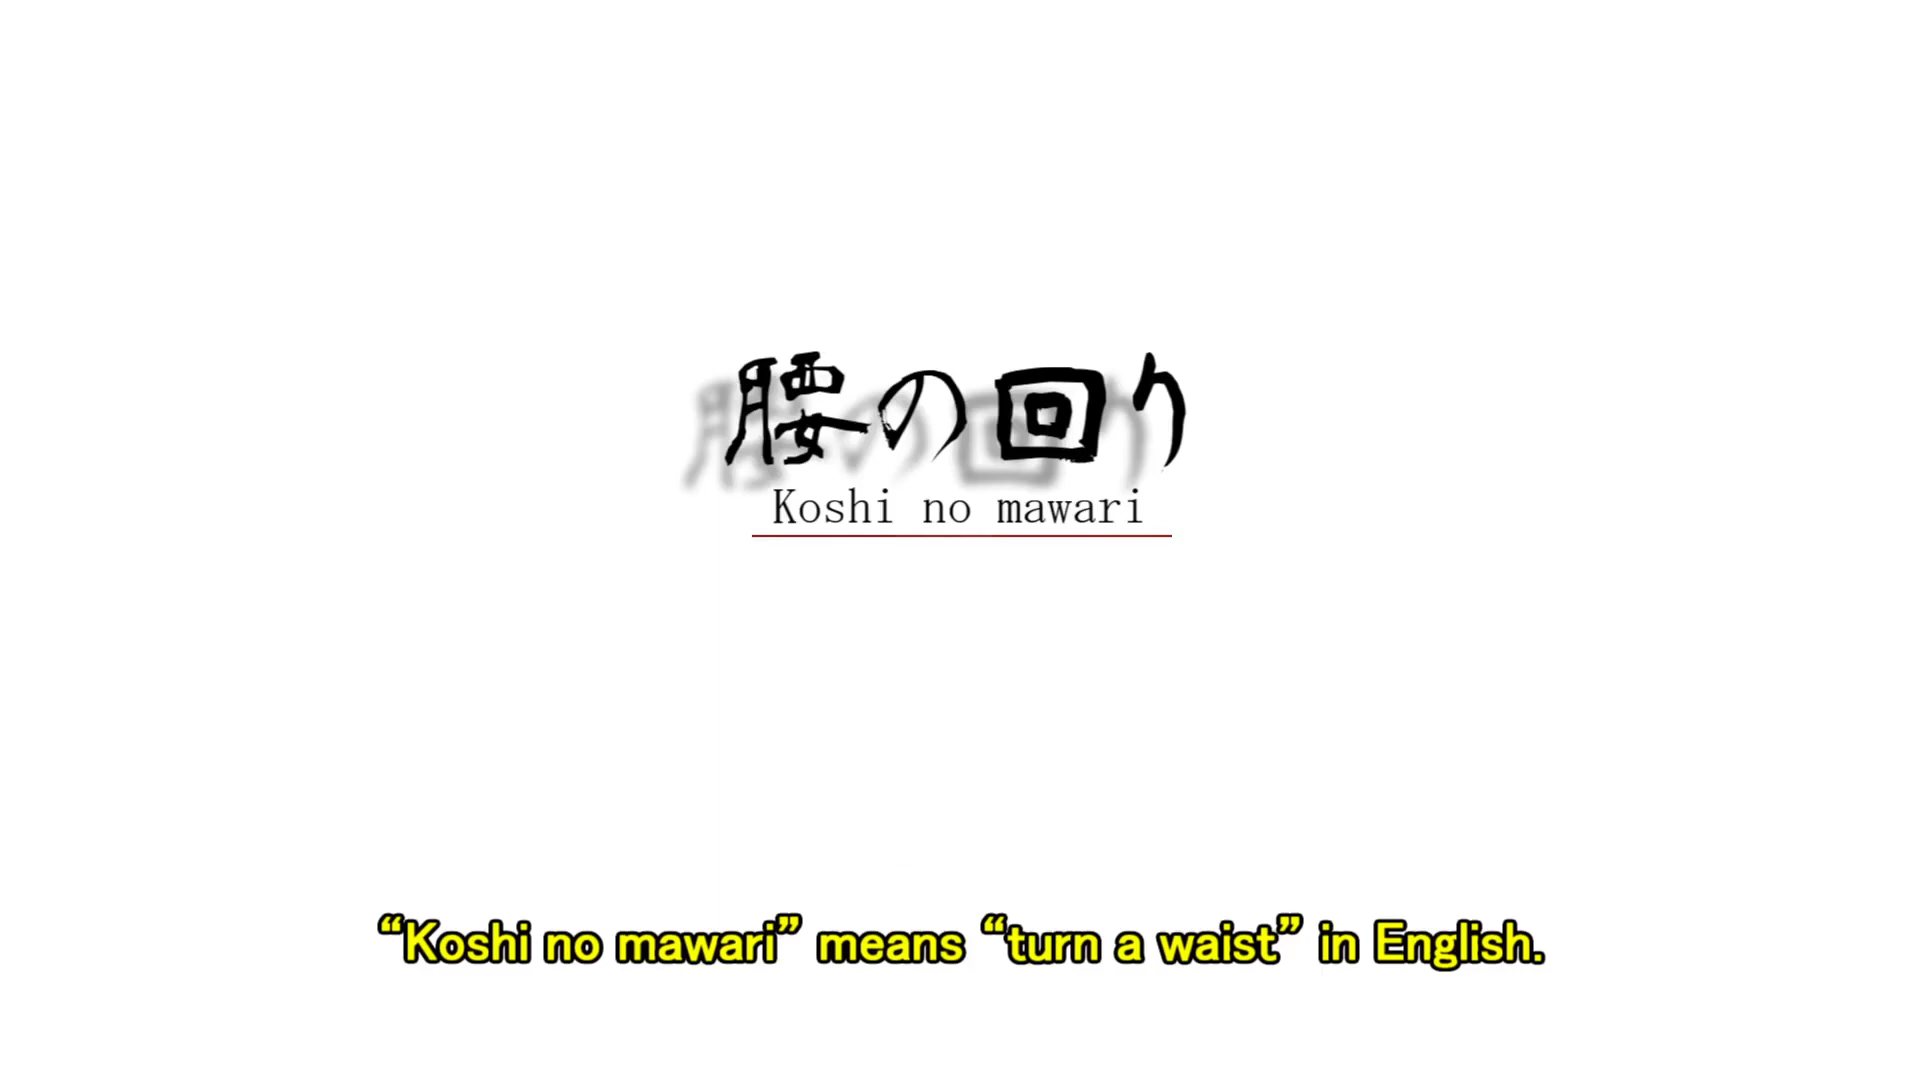 腰の回り
Koshi no mawari
“Koshi no mawari” means “turn a waist” in English.